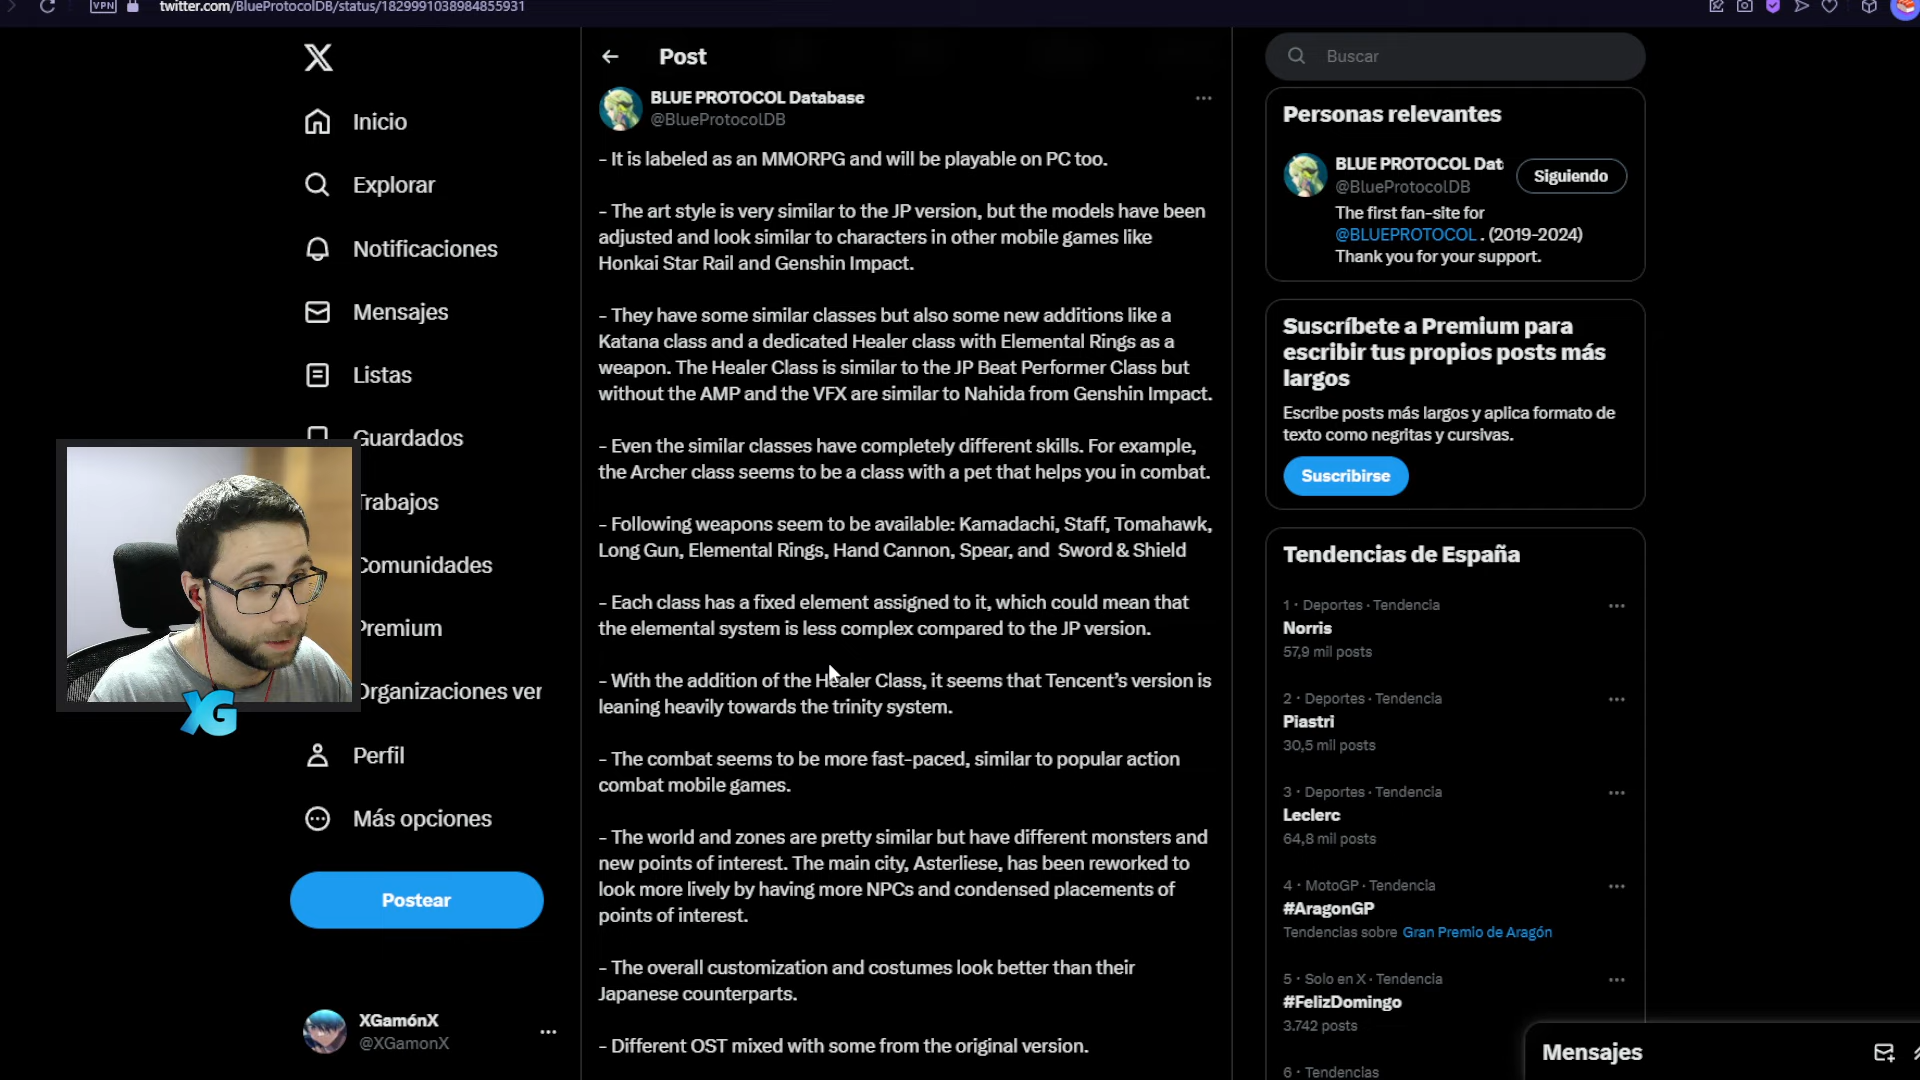 VPN
twitter.com/BlueProtocolDB/status/1829991038984855931
Post
Buscar
Inicio
Explorar
Notificaciones
Mensajes
Listas
Guardados
Trabajos
Comunidades
Premium
Organizaciones ver
Perfil
Más opciones
Postear
XGamónX
@XGamonX
XG
BLUE PROTOCOL Database
@BlueProtocolDB
- It is labeled as an MMORPG and will be playable on PC too.
- The art style is very similar to the JP version, but the models have been
adjusted and look similar to characters in other mobile games like
Honkai Star Rail and Genshin Impact.
- They have some similar classes but also some new additions like a
Katana class and a dedicated Healer class with Elemental Rings as a
weapon. The Healer Class is similar to the JP Beat Performer Class but
without the AMP and the VFX are similar to Nahida from Genshin Impact.
- Even the similar classes have completely different skills. For example,
the Archer class seems to be a class with a pet that helps you in combat.
- Following weapons seem to be available: Kamadachi, Staff, Tomahawk,
Long Gun, Elemental Rings, Hand Cannon, Spear, and Sword & Shield
- Each class has a fixed element assigned to it, which could mean that
the elemental system is less complex compared to the JP version.
- With the addition of the Healer Class, it seems that Tencent's version is
leaning heavily towards the trinity system.
- The combat seems to be more fast-paced, similar to popular action
combat mobile games.
- The world and zones are pretty similar but have different monsters and
new points of interest. The main city, Asterliese, has been reworked to
look more lively by having more NPCs and condensed placements of
points of interest.
- The overall customization and costumes look better than their
Japanese counterparts.
- Different OST mixed with some from the original version.
Personas relevantes
BLUE PROTOCOL Dat
@BlueProtocolDB
Siguiendo
The first fan-site for
@BLUEPROTOCOL . (2019-2024)
Thank you for your support.
Suscríbete a Premium para
escribir tus propios posts más
largos
Escribe posts más largos y aplica formato de
texto como negritas y cursivas.
Suscribirse
Tendencias de España
1 · Deportes · Tendencia
Norris
57,9 mil posts
2 · Deportes · Tendencia
Piastri
30,5 mil posts
3 · Deportes · Tendencia
Leclerc
64,8 mil posts
4 · MotoGP · Tendencia
#AragonGP
Tendencias sobre Gran Premio de Aragón
5 · Solo en X · Tendencia
#FelizDomingo
3.742 posts
6 · Tendencias
Mensajes